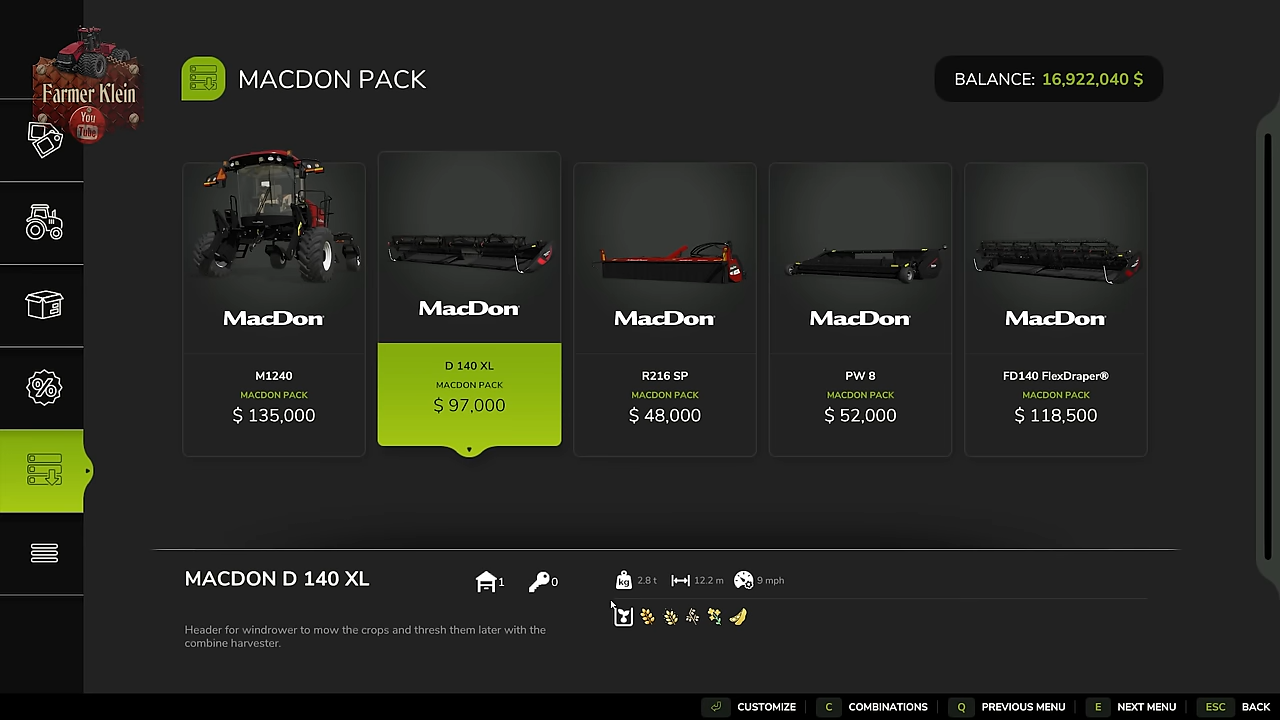 Farmer Klein
You
Tube
MACDON PACK
BALANCE: 16,922,040 $
MacDon
M1240
MACDON PACK
$ 135,000
MacDon
D 140 XL
MACDON PACK
$ 97,000
MacDon
R216 SP
MACDON PACK
$ 48,000
MacDon
PW 8
MACDON PACK
$ 52,000
MacDon
FD140 FlexDraper®
MACDON PACK
$ 118,500
MACDON D 140 XL
1
0
kg 2.8 t
12.2 m
9 mph
Header for windrower to mow the crops and thresh them later with the
combine harvester.
CUSTOMIZE
C COMBINATIONS
Q PREVIOUS MENU
E NEXT MENU
ESC BACK